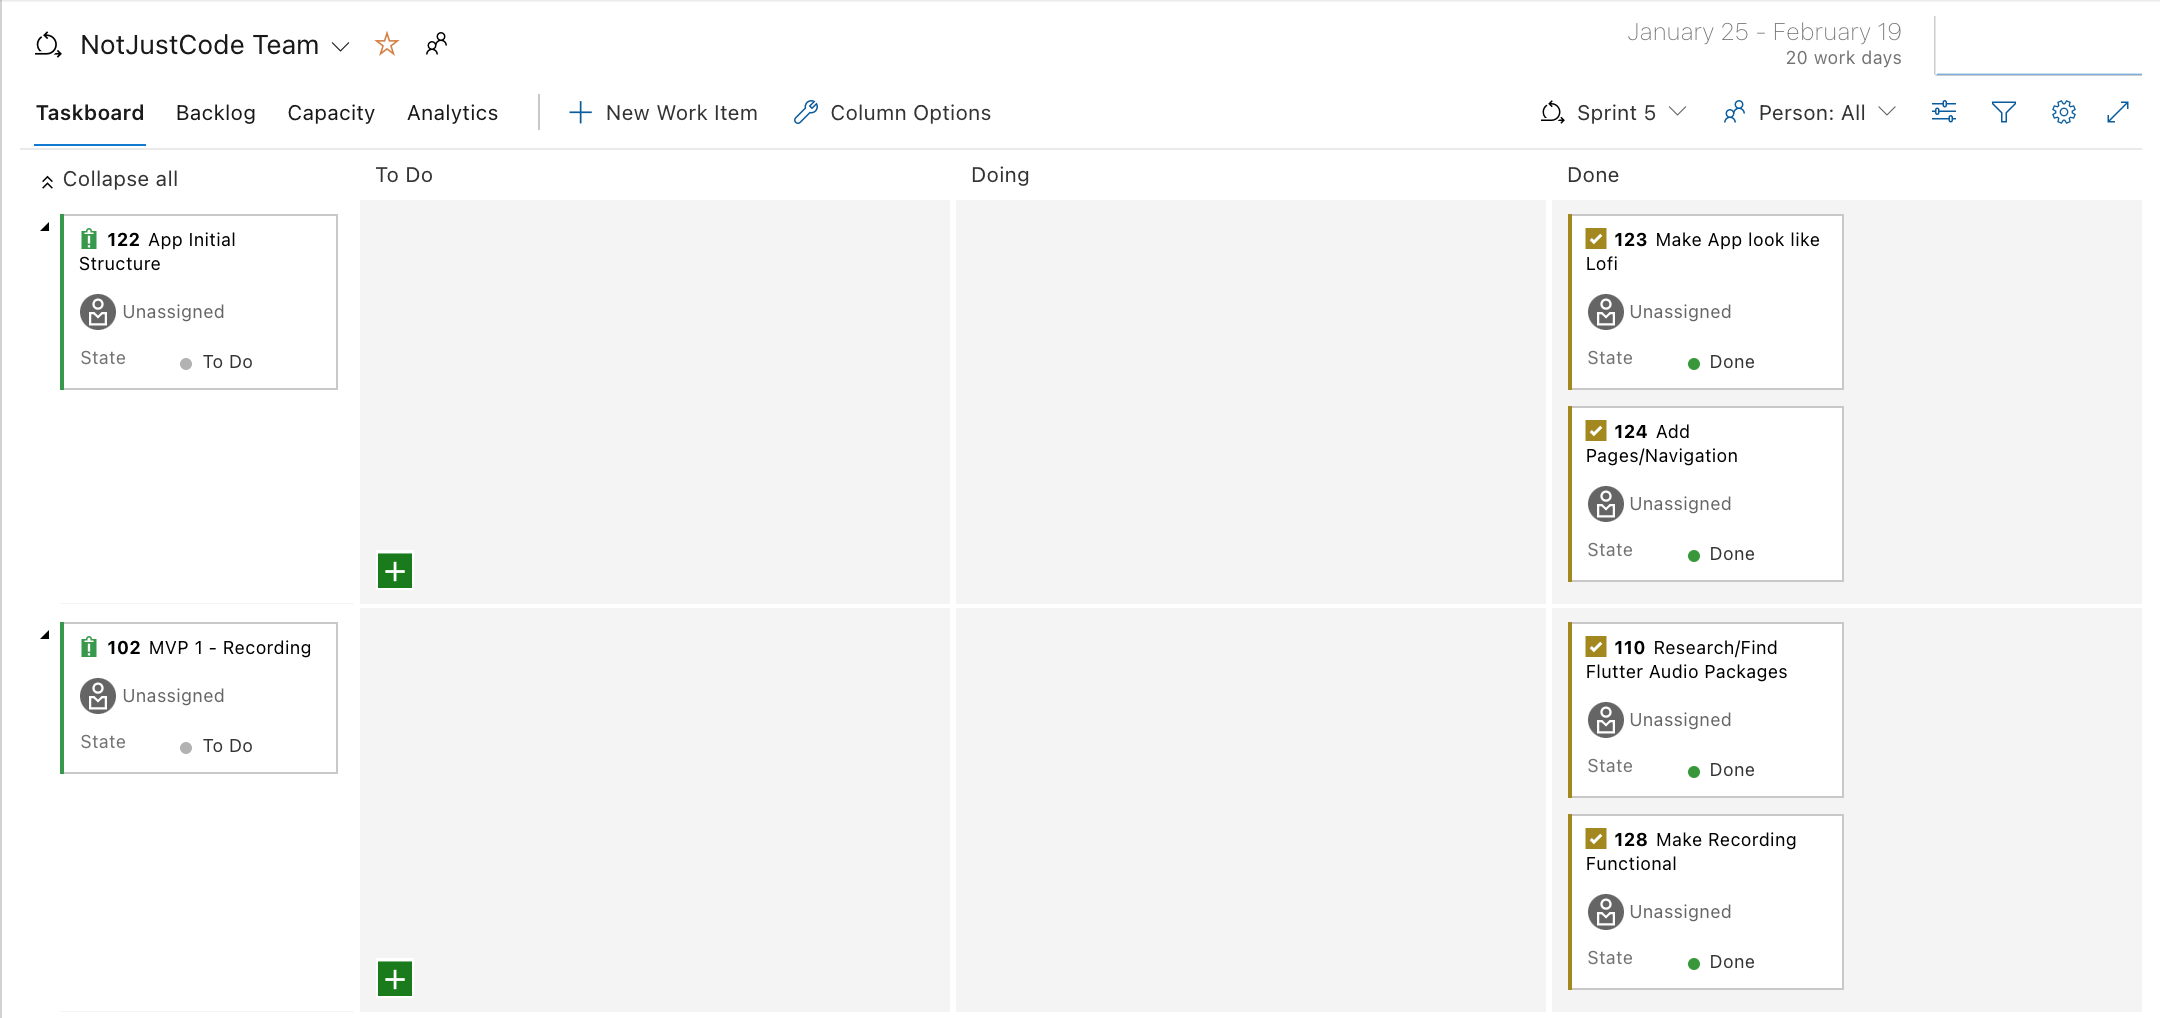 NotJustCode Team
January 25 - February 19
20 work days
Taskboard Backlog Capacity Analytics New Work Item Column Options Sprint 5 Person: All
Collapse all To Do Doing Done
122 App Initial
Structure
Unassigned
State To Do
123 Make App look like
Lofi
Unassigned
State Done
124 Add
Pages/Navigation
Unassigned
State Done
102 MVP 1 - Recording
Unassigned
State To Do
110 Research/Find
Flutter Audio Packages
Unassigned
State Done
128 Make Recording
Functional
Unassigned
State Done